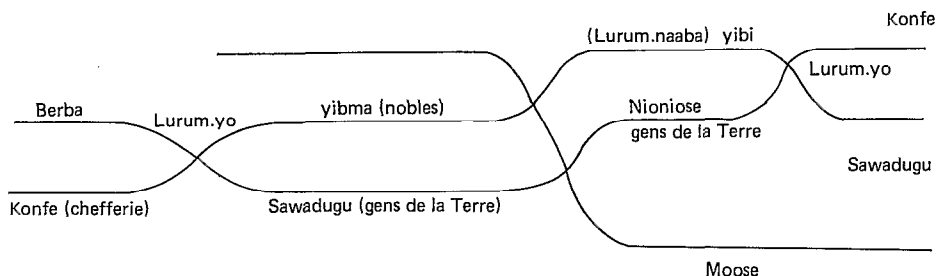 Konfe
(Lurum.naaba) yibi
Lurum.yo
Berba
Lurum.yo
yibma (nobles)
Nioniose
gens de la Terre
Sawadugu
Konfe (chefferie)
Sawadugu (gens de la Terre)
Moose